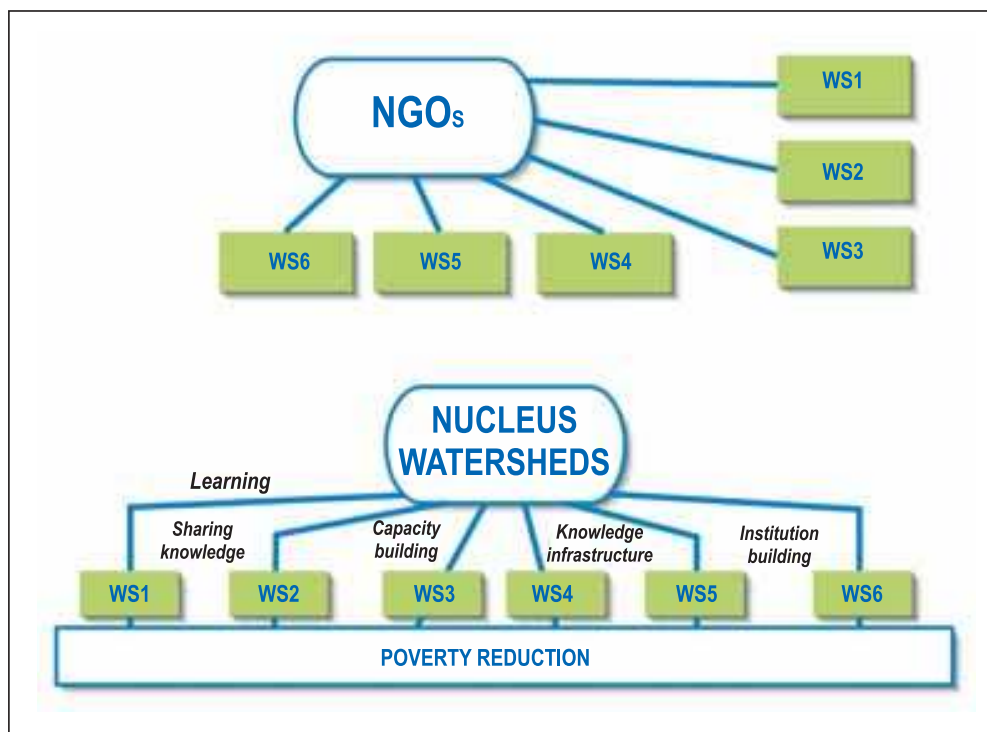 NGOs
WS1
WS2
WS3
WS6
WS5
WS4
NUCLEUS
WATERSHEDS
Learning
Sharing
knowledge
Capacity
building
Knowledge
infrastructure
Institution
building
WS1
WS2
WS3
WS4
WS5
WS6
POVERTY REDUCTION